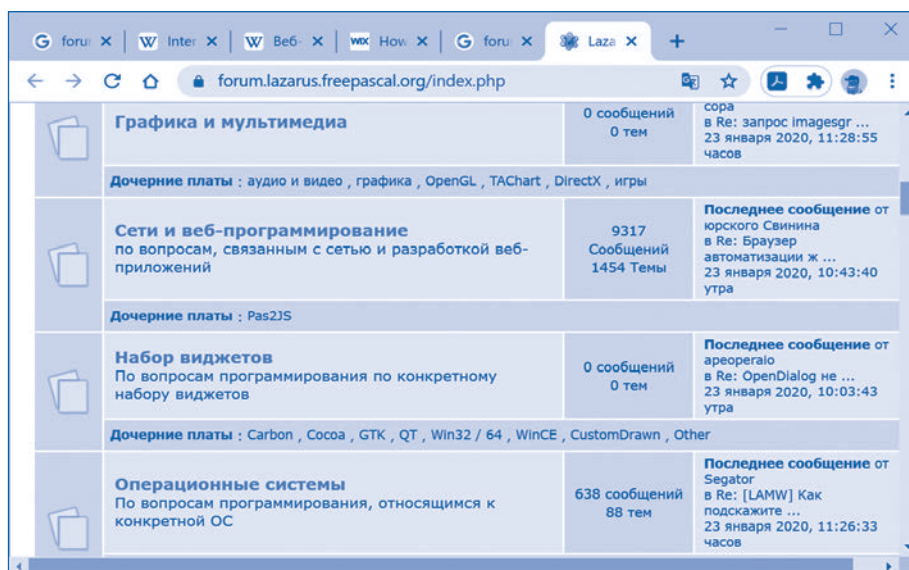 foru
Inter
Веб-
WIX How
foru
Laza
forum.lazarus.freepascal.org/index.php
Графика и мультимедиа
0 сообщений
0 тем
сора
в Re: запрос imagesgr ...
23 января 2020, 11:28:55
часов
Дочерние платы : аудио и видео , графика , OpenGL , TAChart , DirectX , игры
Сети и веб-программирование
по вопросам, связанным с сетью и разработкой веб-
приложений
9317
Сообщений
1454 Темы
Последнее сообщение от
юрского Свинина
в Re: Браузер
автоматизации ж ...
23 января 2020, 10:43:40
утра
Дочерние платы : Pas2JS
Набор виджетов
По вопросам программирования по конкретному
набору виджетов
0 сообщений
0 тем
Последнее сообщение от
apeoperaio
в Re: OpenDialog не ...
23 января 2020, 10:03:43
утра
Дочерние платы : Carbon , Cocoa , GTK , QT , Win32 / 64 , WinCE , CustomDrawn , Other
Операционные системы
По вопросам программирования, относящимся к
конкретной ОС
638 сообщений
88 тем
Последнее сообщение от
Segator
в Re: [LAMW] Как
подскажите ...
23 января 2020, 11:26:33
часов